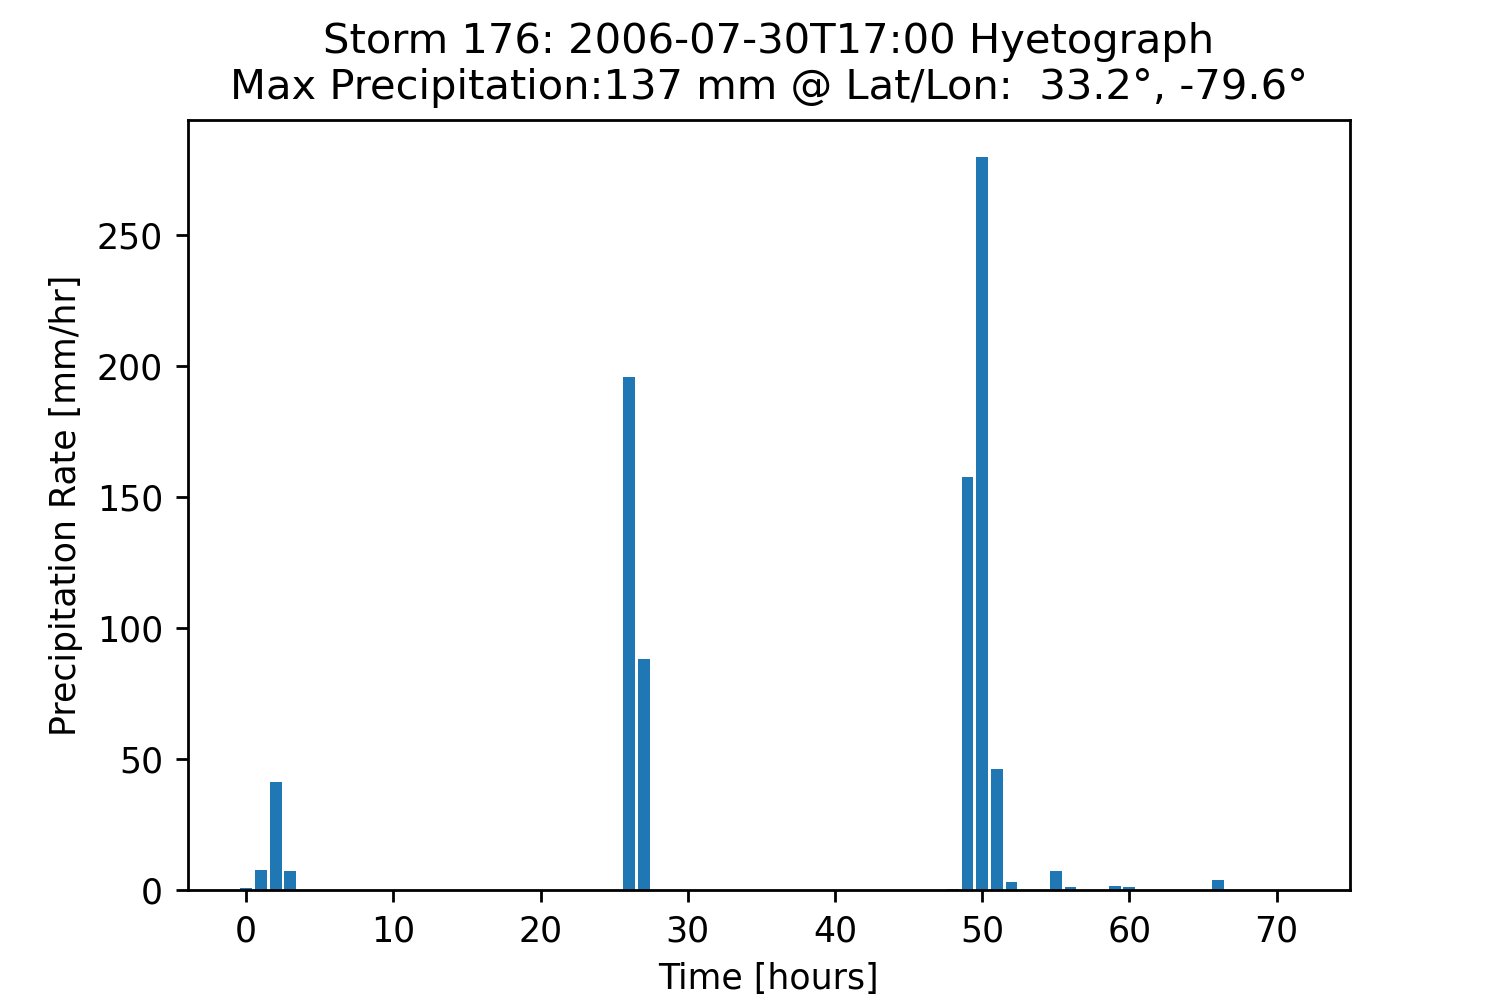 Storm 176: 2006-07-30T17:00 Hyetograph
Max Precipitation:137 mm @ Lat/Lon:  33.2°, -79.6°
Precipitation Rate [mm/hr]
250
200
150
100
50
0
0 10 20 30 40 50 60 70
Time [hours]